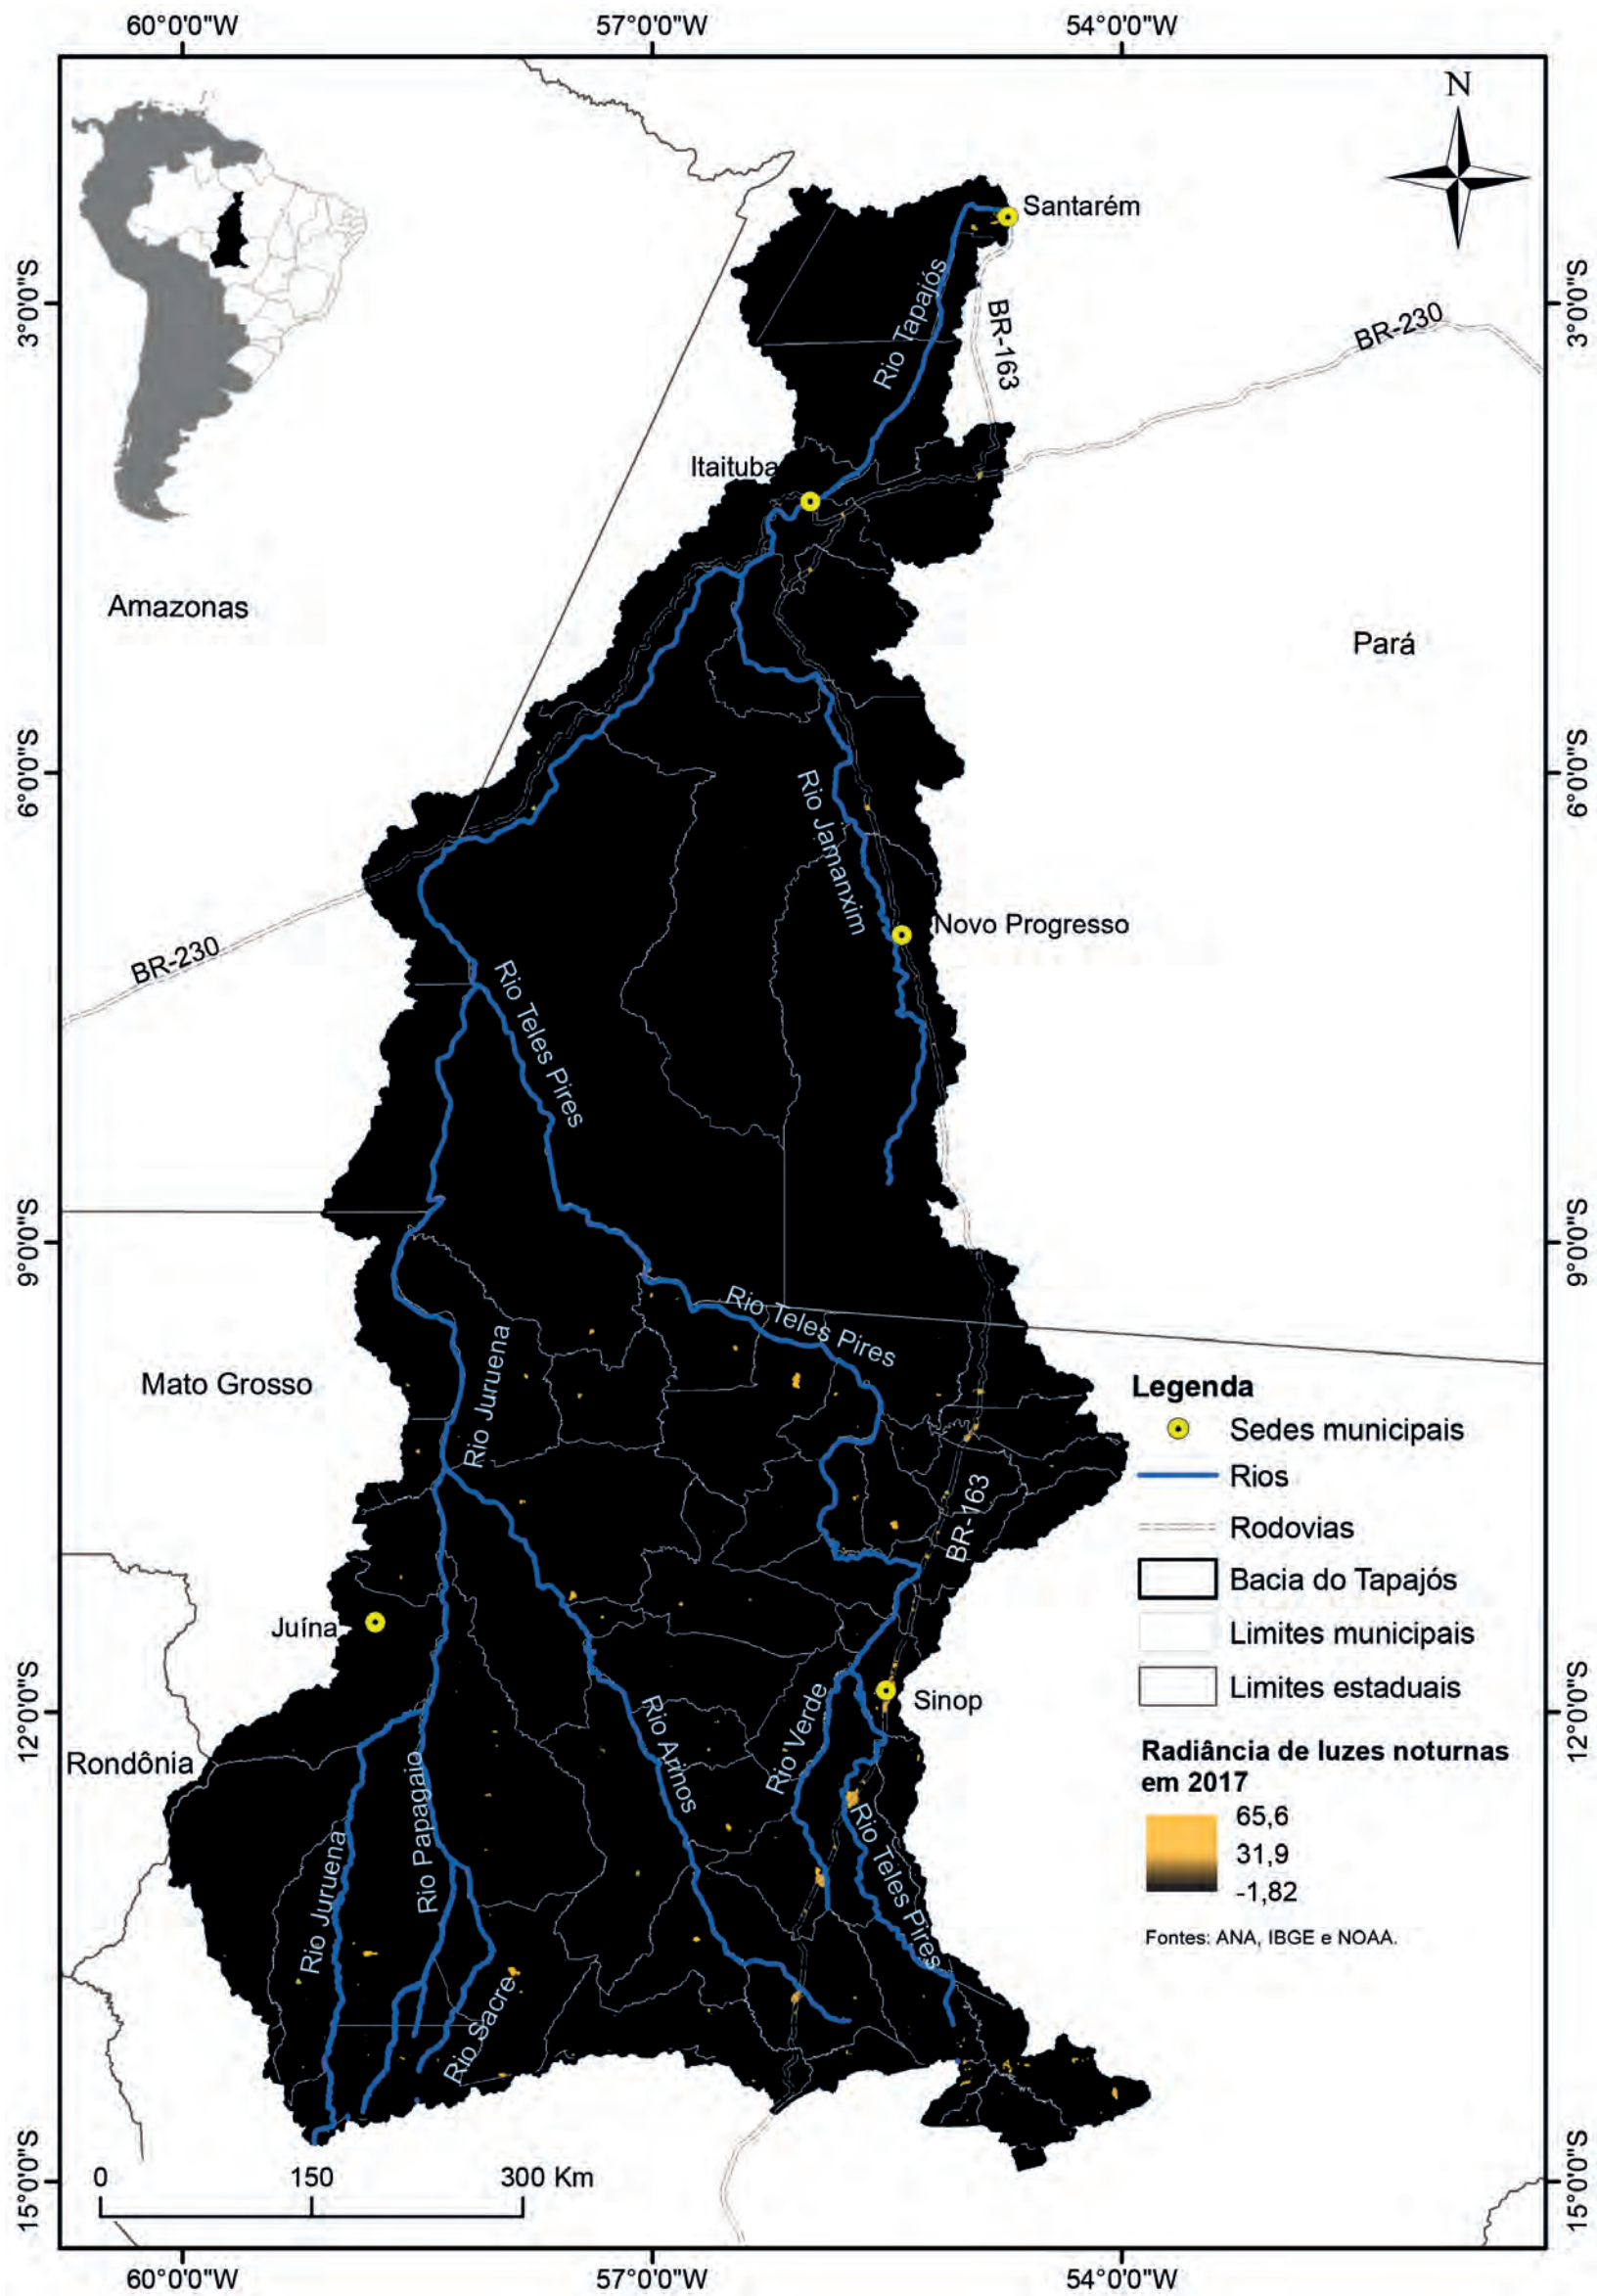 60°0'0"W
57°0'0"W
54°0'0"W
N
Santarém
3°0'0"S
3°0'0"S
Rio Tapajós
BR-163
BR-230
Itaituba
Amazonas
Pará
6°0'0"S
6°0'0"S
Rio Jamanxim
Novo Progresso
BR-230
Rio Teles Pires
9°0'0"S
9°0'0"S
Rio Teles Pires
Rio Juruena
Mato Grosso
BR-163
Juína
Sinop
Rio Verde
Rio Arinos
12°0'0"S
12°0'0"S
Rondônia
Rio Papagaio
Rio Juruena
Rio Teles Pires
Rio Sacre
Legenda
Sedes municipais
Rios
Rodovias
Bacia do Tapajós
Limites municipais
Limites estaduais
Radiância de luzes noturnas
em 2017
65,6
31,9
-1,82
Fontes: ANA, IBGE e NOAA.
0 150 300 Km
15°0'0"S
15°0'0"S
60°0'0"W
57°0'0"W
54°0'0"W